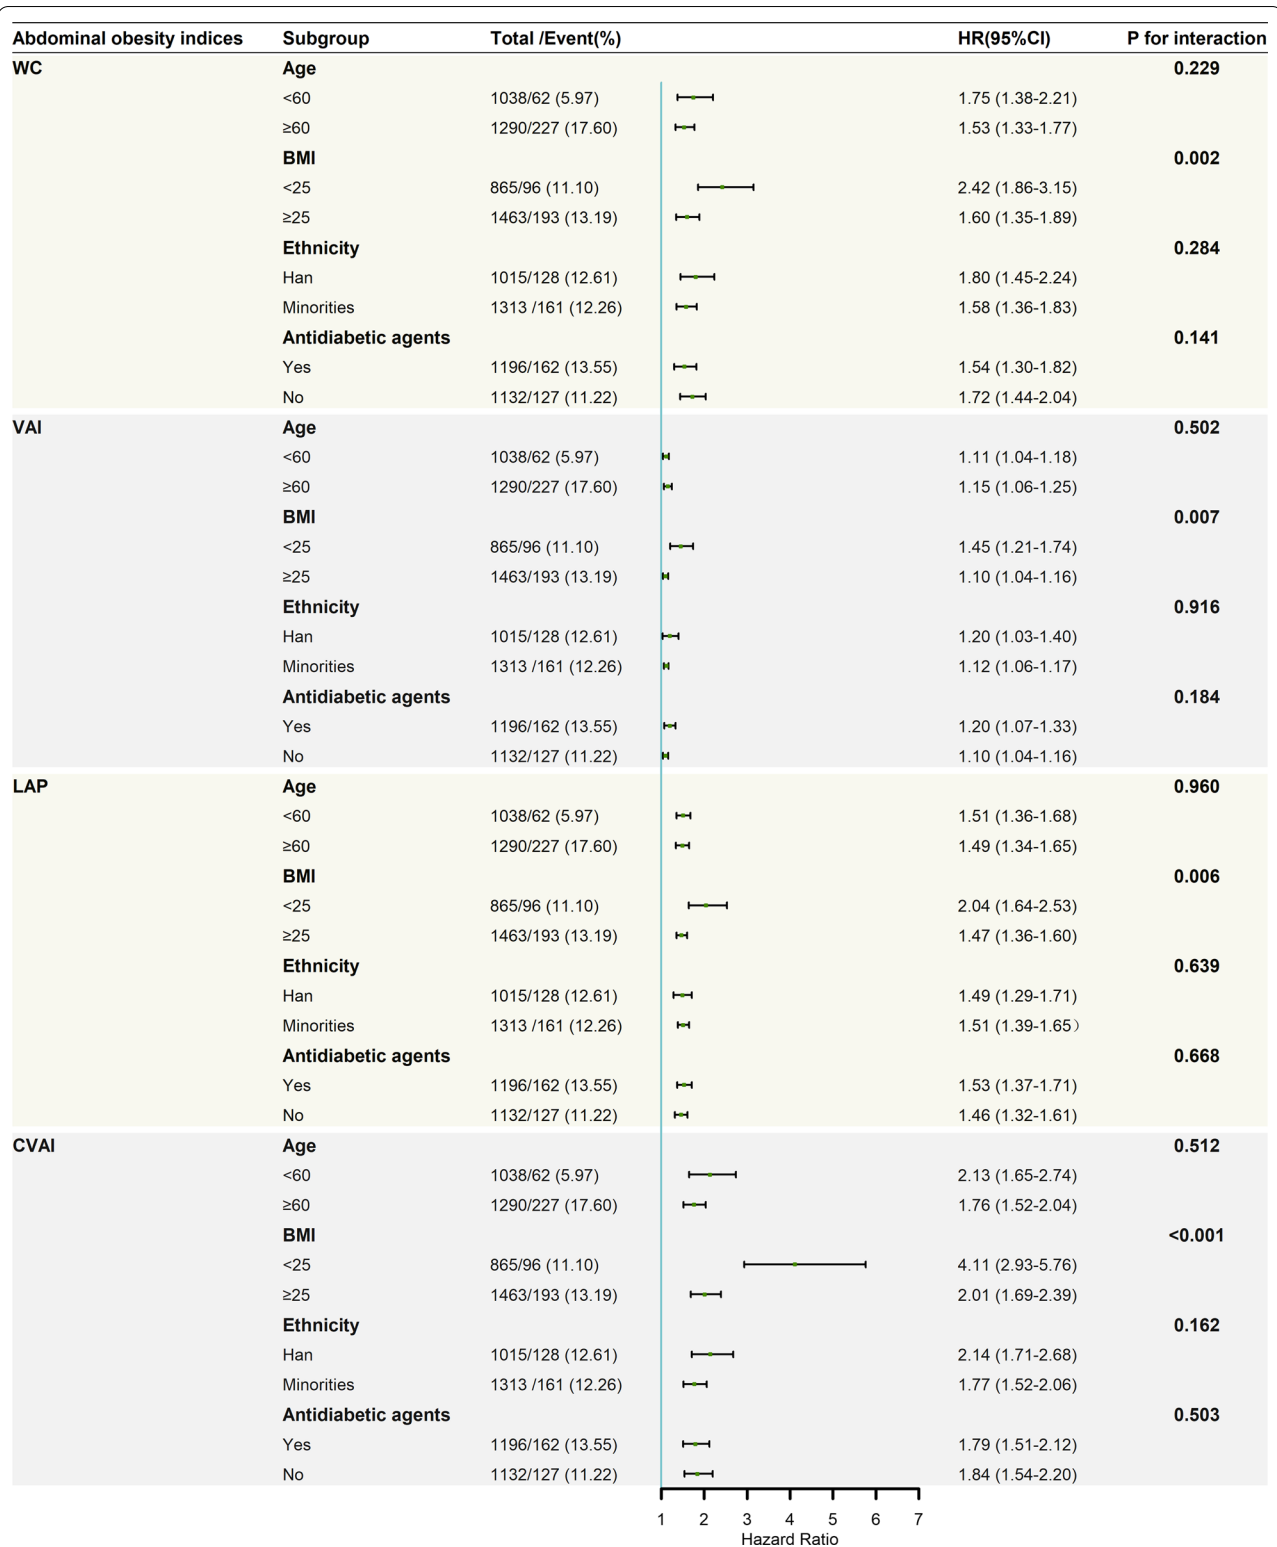 Abdominal obesity indices Subgroup Total /Event(%) HR(95%CI) P for interaction
WC Age 0.229
<60 1038/62 (5.97) 1.75 (1.38-2.21)
≥60 1290/227 (17.60) 1.53 (1.33-1.77)
BMI 0.002
<25 865/96 (11.10) 2.42 (1.86-3.15)
≥25 1463/193 (13.19) 1.60 (1.35-1.89)
Ethnicity 0.284
Han 1015/128 (12.61) 1.80 (1.45-2.24)
Minorities 1313 /161 (12.26) 1.58 (1.36-1.83)
Antidiabetic agents 0.141
Yes 1196/162 (13.55) 1.54 (1.30-1.82)
No 1132/127 (11.22) 1.72 (1.44-2.04)
VAI Age 0.502
<60 1038/62 (5.97) 1.11 (1.04-1.18)
≥60 1290/227 (17.60) 1.15 (1.06-1.25)
BMI 0.007
<25 865/96 (11.10) 1.45 (1.21-1.74)
≥25 1463/193 (13.19) 1.10 (1.04-1.16)
Ethnicity 0.916
Han 1015/128 (12.61) 1.20 (1.03-1.40)
Minorities 1313 /161 (12.26) 1.12 (1.06-1.17)
Antidiabetic agents 0.184
Yes 1196/162 (13.55) 1.20 (1.07-1.33)
No 1132/127 (11.22) 1.10 (1.04-1.16)
LAP Age 0.960
<60 1038/62 (5.97) 1.51 (1.36-1.68)
≥60 1290/227 (17.60) 1.49 (1.34-1.65)
BMI 0.006
<25 865/96 (11.10) 2.04 (1.64-2.53)
≥25 1463/193 (13.19) 1.47 (1.36-1.60)
Ethnicity 0.639
Han 1015/128 (12.61) 1.49 (1.29-1.71)
Minorities 1313 /161 (12.26) 1.51 (1.39-1.65）
Antidiabetic agents 0.668
Yes 1196/162 (13.55) 1.53 (1.37-1.71)
No 1132/127 (11.22) 1.46 (1.32-1.61)
CVAI Age 0.512
<60 1038/62 (5.97) 2.13 (1.65-2.74)
≥60 1290/227 (17.60) 1.76 (1.52-2.04)
BMI <0.001
<25 865/96 (11.10) 4.11 (2.93-5.76)
≥25 1463/193 (13.19) 2.01 (1.69-2.39)
Ethnicity 0.162
Han 1015/128 (12.61) 2.14 (1.71-2.68)
Minorities 1313 /161 (12.26) 1.77 (1.52-2.06)
Antidiabetic agents 0.503
Yes 1196/162 (13.55) 1.79 (1.51-2.12)
No 1132/127 (11.22) 1.84 (1.54-2.20)
1 2 3 4 5 6 7
Hazard Ratio